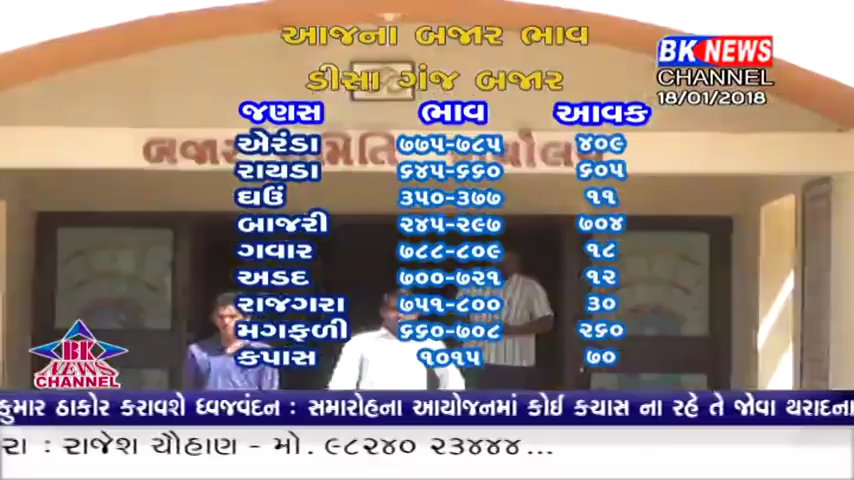 આજના બજાર ભાવ
ડીસા ગંજ બજાર
BK NEWS
CHANNEL
18/01/2018
જણસ ભાવ આવક
એરંડા ૭૭૫-૭૮૫ ૪૦૯
રાયડા ૬૪૫-૬૬૦ ૬૦૫
ઘઉં ૩૫૦-૩૭૭ ૧૧
બાજરી ૨૪૫-૨૯૭ ૭૦૪
ગવાર ૭૮૮-૮૦૯ ૧૮
અડદ ૭૦૦-૭૨૧ ૧૨
રાજગરા ૭૫૧-૮૦૦ ૩૦
મગફળી ૬૬૦-૭૦૮ ૨૬૦
કપાસ ૧૦૧૫ ૭૦
બજાર
BK
NEWS
CHANNEL
કુમાર ઠાકોર કરાવશે ધ્વજવંદન : સમારોહના આયોજનમાં કોઈ કચાસ ના રહે તે જોવા થરાદના
રા : રાજેશ ચૌહાણ - મો. ૯૮૨૪૦ ૨૩૪૪૪...